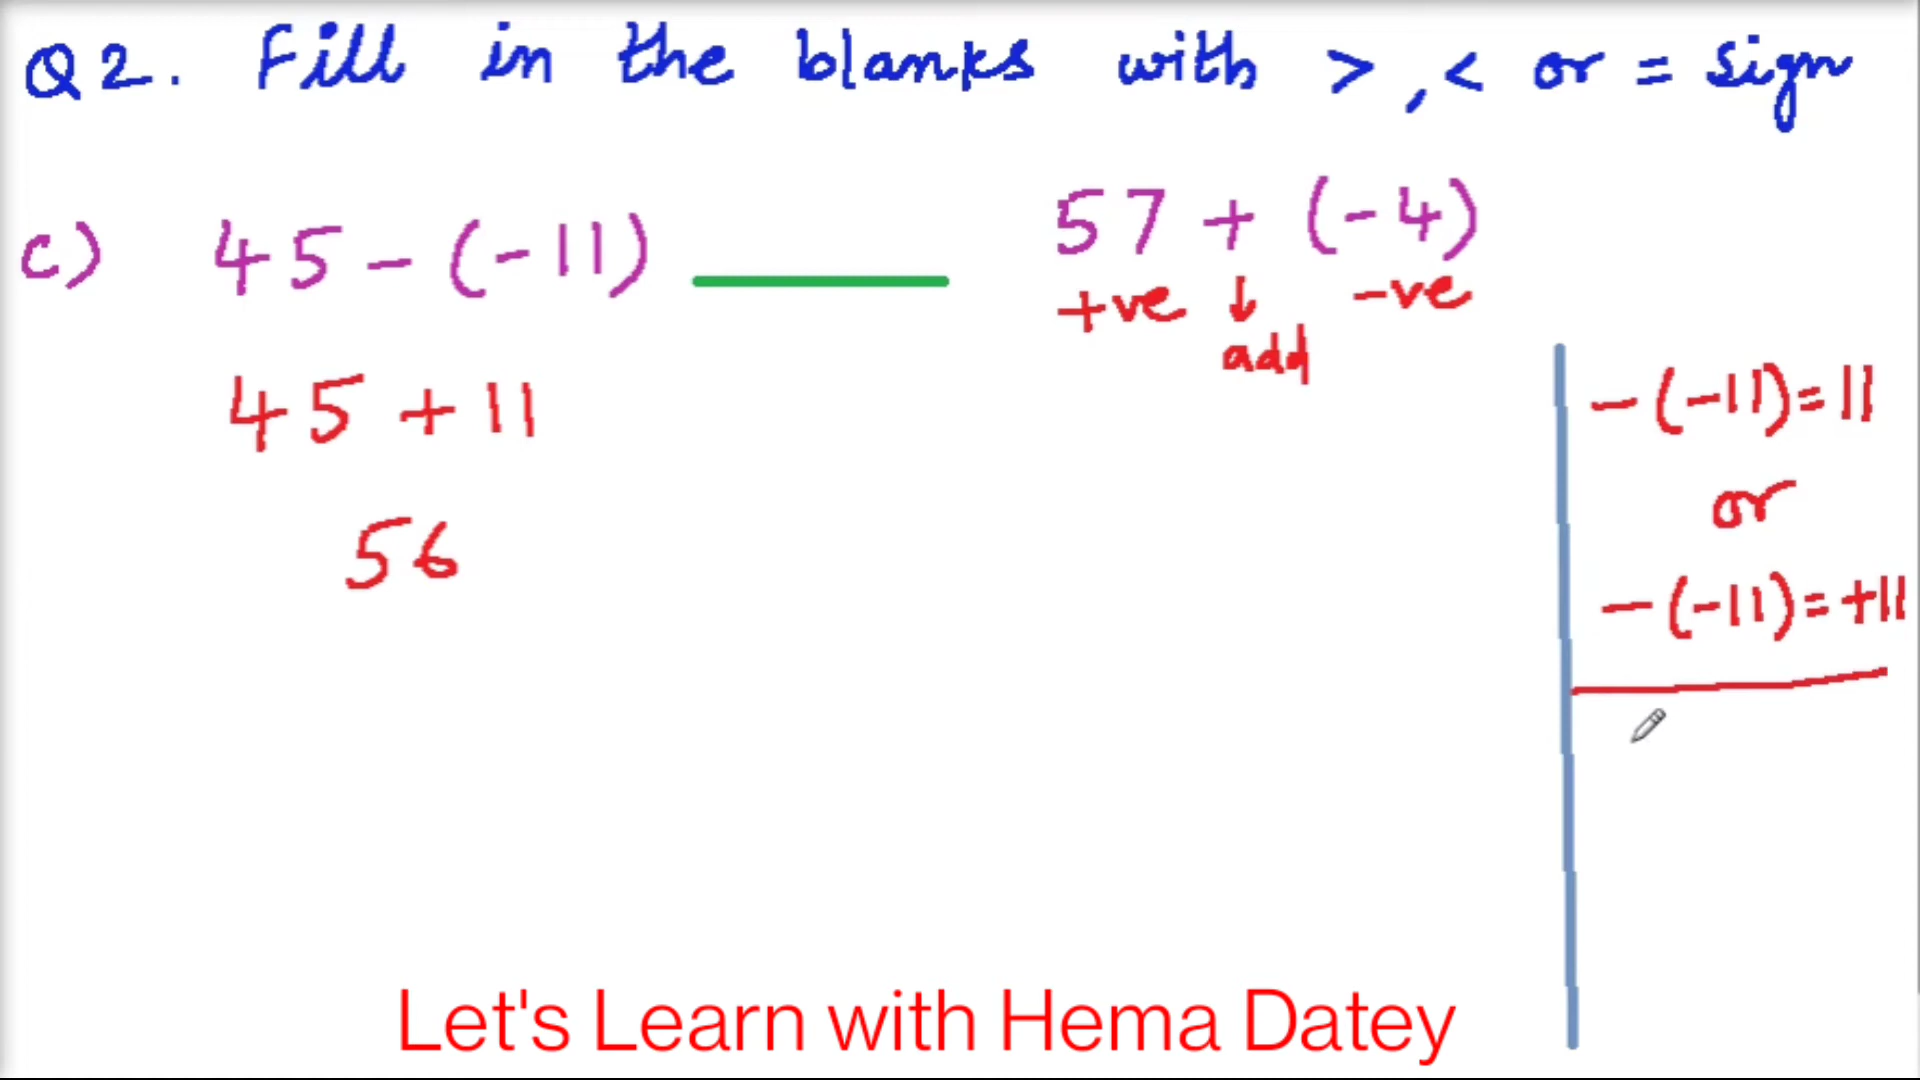 Q2. Fill in the blanks with >, < or = sign
c) 45 - (-11) ______ 57 + (-4)
+ve ↓ -ve
add
45 + 11
56
- (-11) = 11
or
- (-11) = +11
Let's Learn with Hema Datey